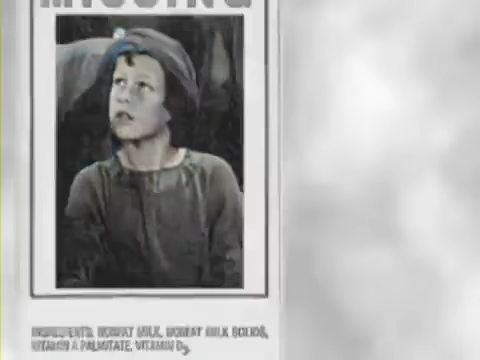 MISSING
INGREDIENTS: NONFAT MILK, NONFAT MILK SOLIDS,
VITAMIN A PALMITATE, VITAMIN D3